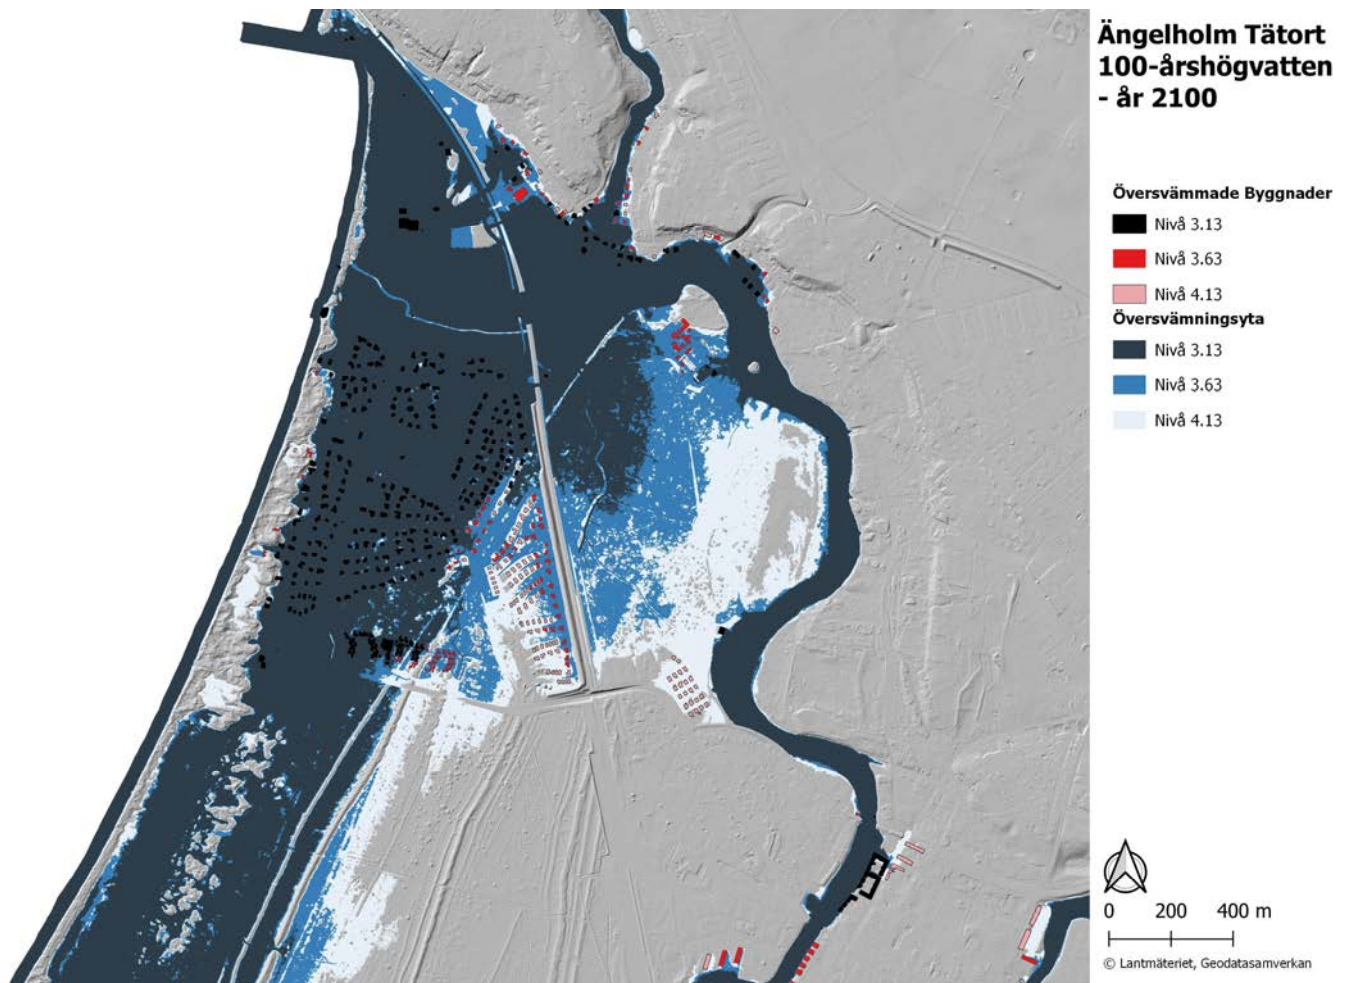 Ängelholm Tätort
100-årshögvatten
- år 2100
Översvämmade Byggnader
Nivå 3.13
Nivå 3.63
Nivå 4.13
Översvämningsyta
Nivå 3.13
Nivå 3.63
Nivå 4.13
0 200 400 m
© Lantmäteriet, Geodatasamverkan